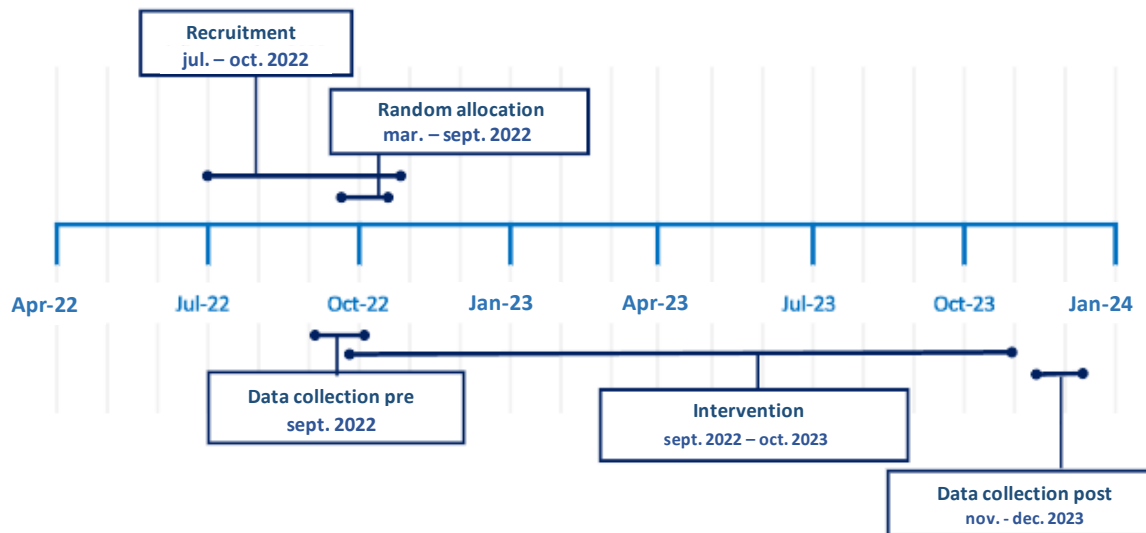 Recruitment
jul. – oct. 2022
Random allocation
mar. – sept. 2022
Apr-22 Jul-22 Oct-22 Jan-23 Apr-23 Jul-23 Oct-23 Jan-24
Data collection pre
sept. 2022
Intervention
sept. 2022 – oct. 2023
Data collection post
nov. - dec. 2023